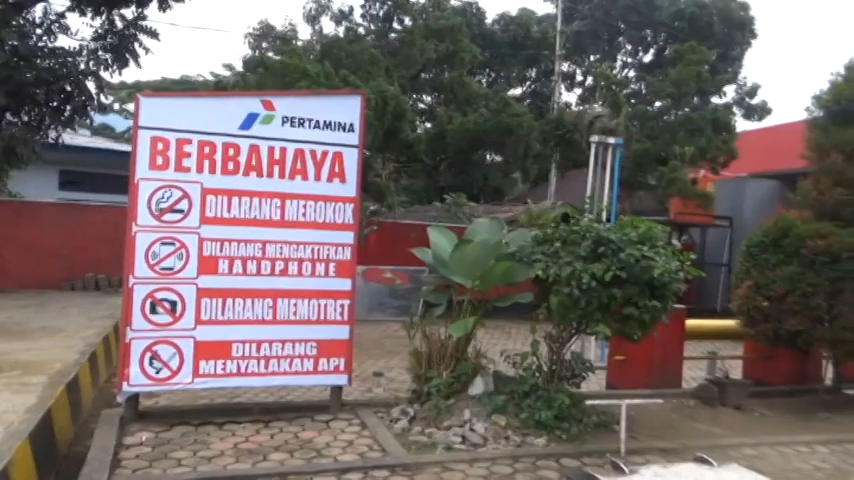 PERTAMINA
BERBAHAYA
DILARANG MEROKOK
DILARANG MENGAKTIFKAN
HANDPHONE
DILARANG MEMOTRET
DILARANG
MENYALAKAN API